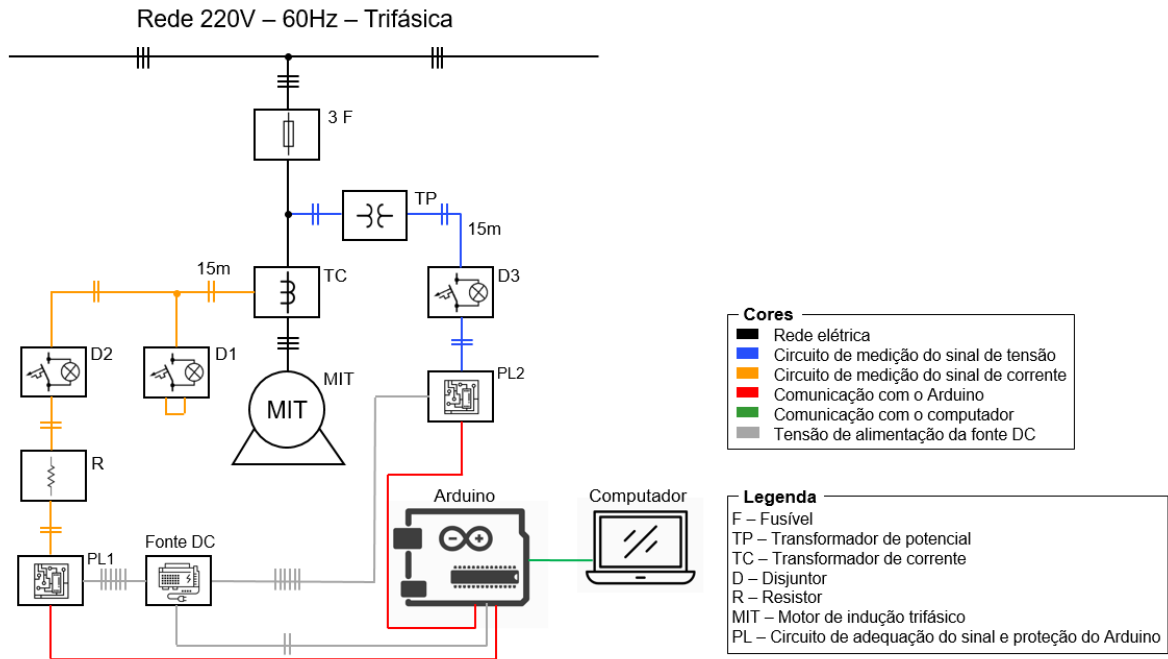 Rede 220V – 60Hz – Trifásica
3 F
TP
15m
15m
TC
D3
D2
D1
MIT
MIT
PL2
R
Arduino
Computador
PL1
Fonte DC
Cores
Rede elétrica
Circuito de medição do sinal de tensão
Circuito de medição do sinal de corrente
Comunicação com o Arduino
Comunicação com o computador
Tensão de alimentação da fonte DC
Legenda
F – Fusível
TP – Transformador de potencial
TC – Transformador de corrente
D – Disjuntor
R – Resistor
MIT – Motor de indução trifásico
PL – Circuito de adequação do sinal e proteção do Arduino